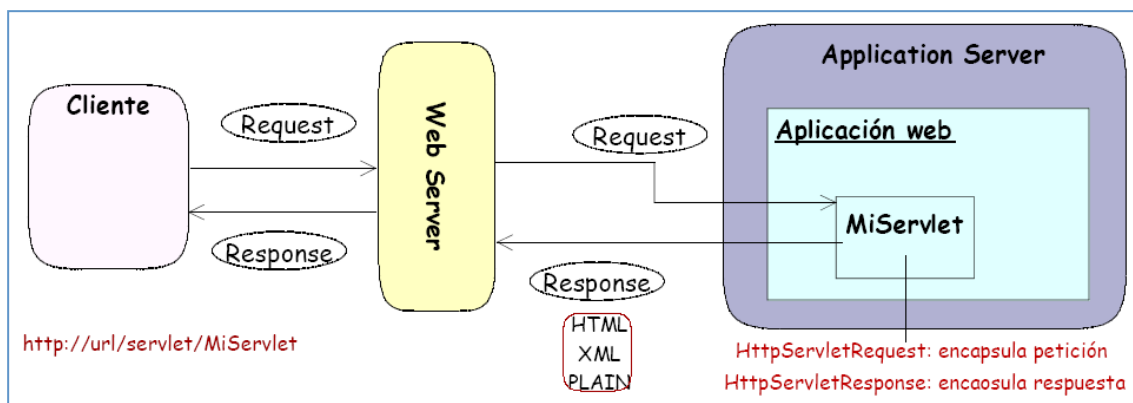 Application Server
Cliente
Request
Web Server
Request
Aplicación web
MiServlet
Response
Response
HTML
XML
PLAIN
http://url/servlet/MiServlet
HttpServletRequest: encapsula petición
HttpServletResponse: encaosula respuesta